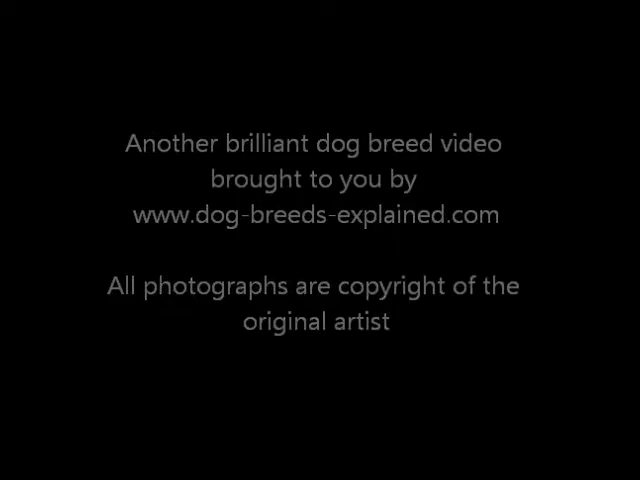 Another brilliant dog breed video
brought to you by
www.dog-breeds-explained.com
All photographs are copyright of the
original artist